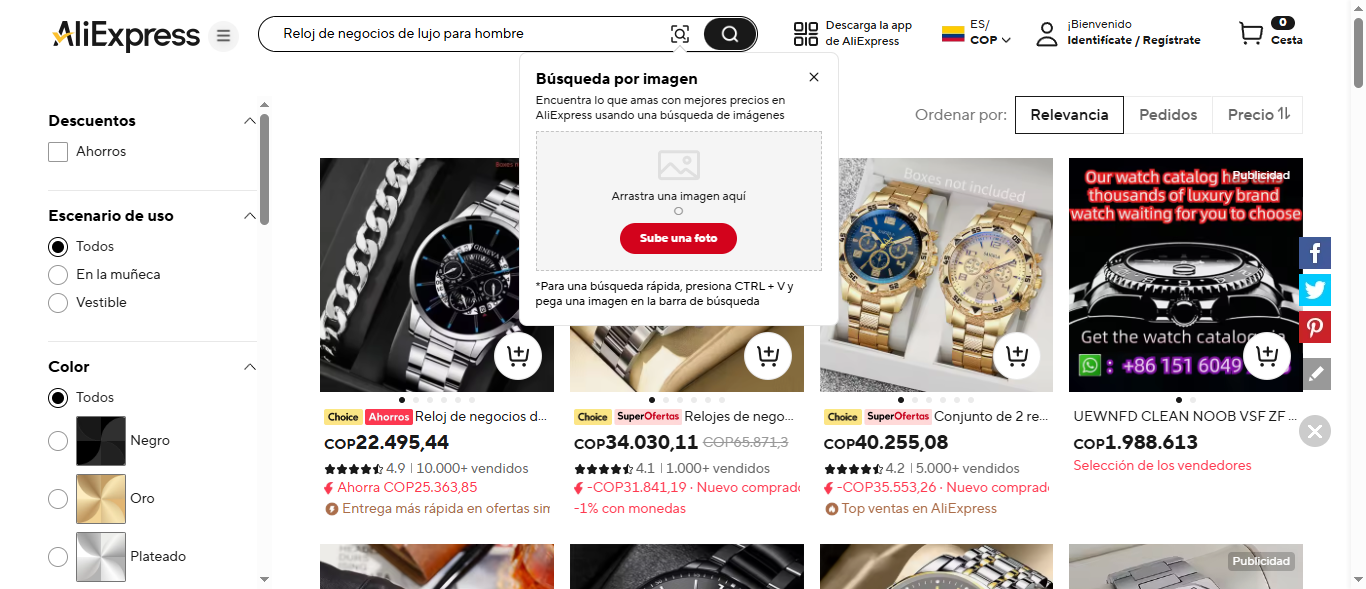 AliExpress
Reloj de negocios de lujo para hombre
Descarga la app
de AliExpress
ES/
COP
¡Bienvenido
Identifícate / Regístrate
0
Cesta
Búsqueda por imagen
Encuentra lo que amas con mejores precios en
AliExpress usando una búsqueda de imágenes
Arrastra una imagen aquí
O
Sube una foto
*Para una búsqueda rápida, presiona CTRL + V y
pega una imagen en la barra de búsqueda
Descuentos
Ahorros
Escenario de uso
Todos
En la muñeca
Vestible
Color
Todos
Negro
Oro
Plateado
Ordenar por:
Relevancia
Pedidos
Precio
GENEVA
Choice Ahorros Reloj de negocios d...
COP22.495,44
4.9 | 10.000+ vendidos
Ahorra COP25.363,85
Entrega más rápida en ofertas sim
Choice SuperOfertas Relojes de nego...
COP34.030,11 COP65.871,3
4.1 | 1.000+ vendidos
-COP31.841,19 · Nuevo comprado
-1% con monedas
Boxes not included
Choice SuperOfertas Conjunto de 2 re...
COP40.255,08
4.2 | 5.000+ vendidos
-COP35.553,26 · Nuevo comprado
Top ventas en AliExpress
Publicidad
Our watch catalog has tens
thousands of luxury brand
watch waiting for you to choose
Get the watch catalog
: +86 151 6049
UEWNFD CLEAN NOOB VSF ZF ...
COP1.988.613
Selección de los vendedores
Publicidad